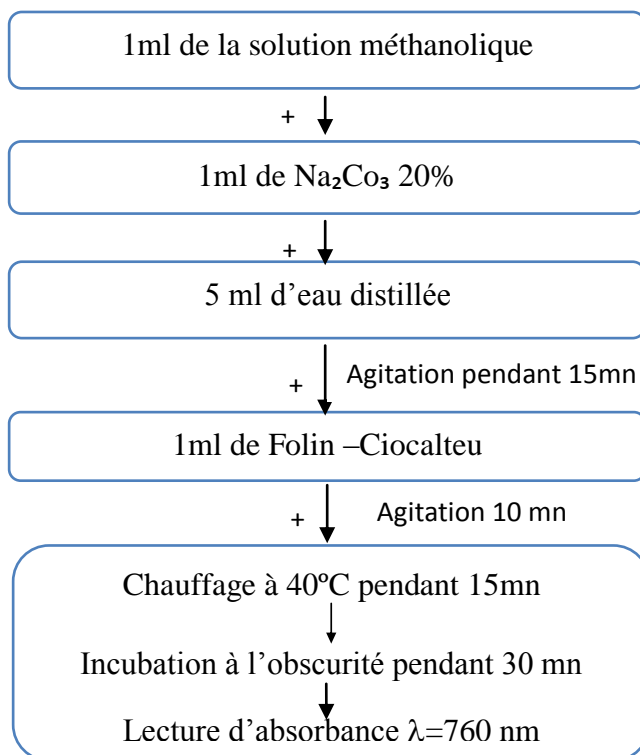 1ml de la solution méthanolique
+
1ml de Na₂Co₃ 20%
+
5 ml d’eau distillée
+ Agitation pendant 15mn
1ml de Folin –Ciocalteu
+ Agitation 10 mn
Chauffage à 40ºC pendant 15mn
Incubation à l’obscurité pendant 30 mn
Lecture d’absorbance λ=760 nm